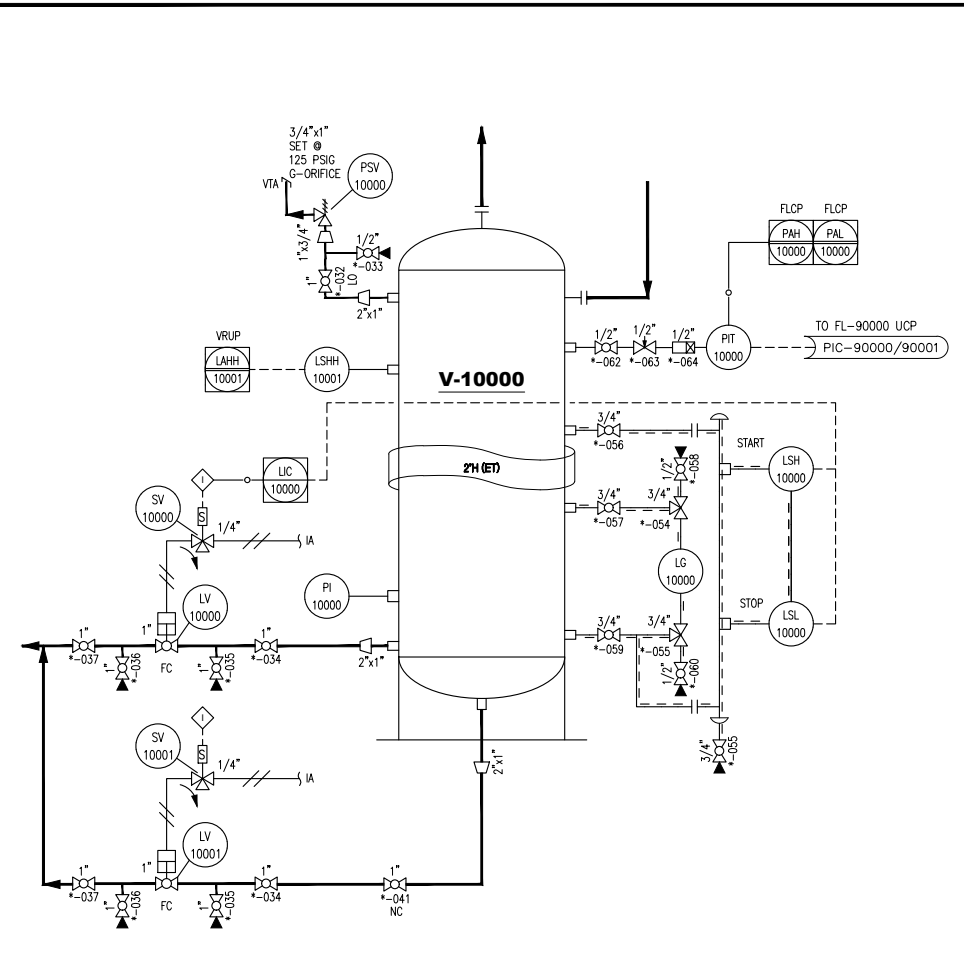 3/4"x1"
SET @
125 PSIG
G-ORIFICE
PSV
10000
VTA
1"x3/4"
1/2"
*-033
1"
*-032
LO
2"x1"
FLCP
FLCP
PAH
10000
PAL
10000
TO FL-90000 UCP
PIC-90000/90001
1/2"
*-062
1/2"
*-063
1/2"
*-064
PIT
10000
VRUP
LAHH
10001
LSHH
10001
V-10000
3/4"
*-056
START
LSH
10000
LIC
10000
2"H (ET)
1/2"
*-058
I
SV
10000
S
1/4"
IA
3/4"
*-057
3/4"
*-054
LG
10000
PI
10000
LV
10000
STOP
LSL
10000
1"
*-037
1"
*-036
1"
FC
1"
*-035
1"
*-034
2"x1"
3/4"
*-059
3/4"
*-055
1/2"
*-060
I
SV
10001
S
1/4"
IA
2"x1"
3/4"
*-055
LV
10001
1"
*-037
1"
*-036
1"
FC
1"
*-035
1"
*-034
1"
*-041
NC